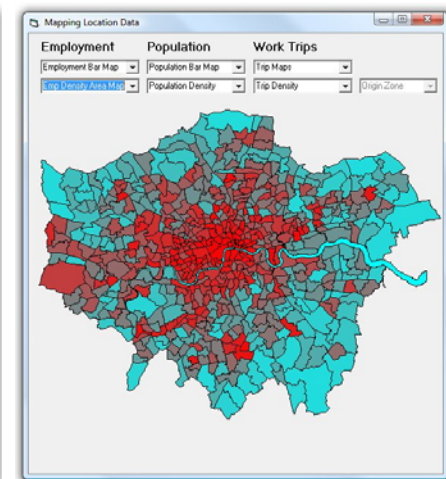 Mapping Location Data
Employment Population Work Trips
Employment Bar Map Population Bar Map Trip Maps
Emp Density Area Map Population Density Trip Density Origin Zone